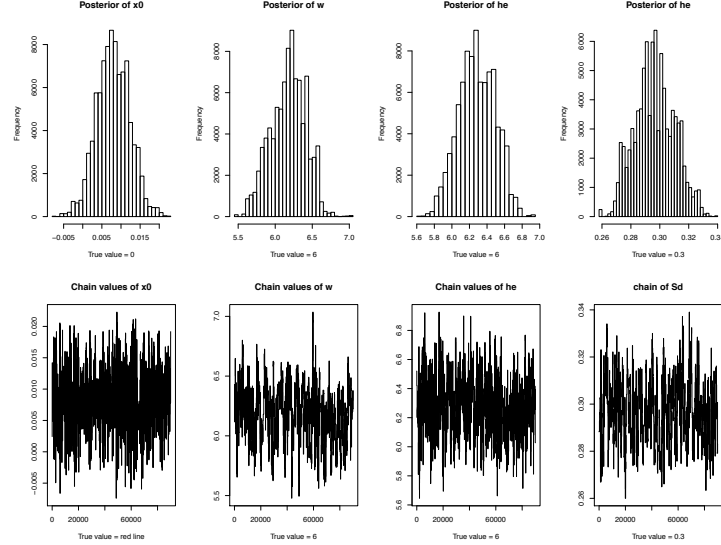 Posterior of x0
Posterior of w
Posterior of he
Posterior of he
Frequency
0 2000 4000 6000 8000
−0.005 0.005 0.015
True value = 0
Frequency
0 2000 4000 6000 8000
5.5 6.0 6.5 7.0
True value = 6
Frequency
0 2000 4000 6000 8000
5.6 5.8 6.0 6.2 6.4 6.6 6.8 7.0
True value = 6
Frequency
0 1000 2000 3000 4000 5000 6000
0.26 0.28 0.30 0.32 0.34
True value = 0.3
Chain values of x0
Chain values of w
Chain values of he
chain of Sd
−0.005 0.000 0.005 0.010 0.015 0.020
0 20000 60000
True value = red line
5.5 6.0 6.5 7.0
0 20000 60000
True value = 6
5.6 5.8 6.0 6.2 6.4 6.6 6.8
0 20000 60000
True value = 6
0.26 0.28 0.30 0.32 0.34
0 20000 60000
True value = 0.3